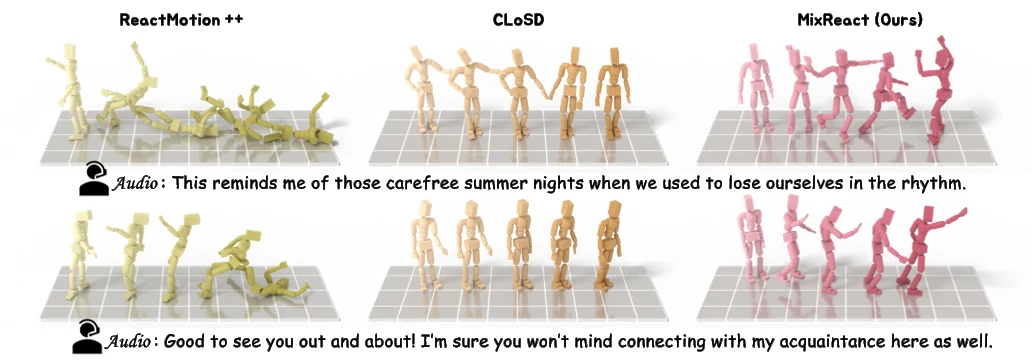 ReactMotion ++ CLoSD MixReact (Ours)
Audio : This reminds me of those carefree summer nights when we used to lose ourselves in the rhythm.
Audio : Good to see you out and about! I'm sure you won't mind connecting with my acquaintance here as well.